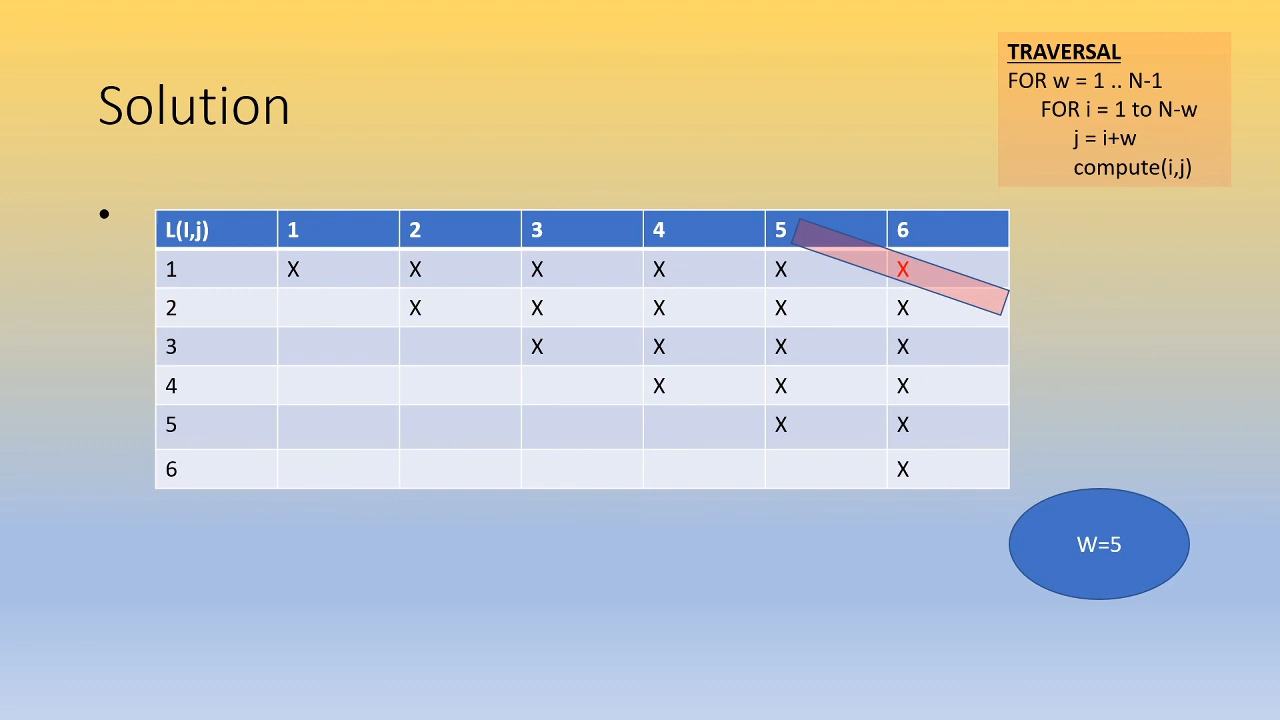 Solution
TRAVERSAL
FOR w = 1 .. N-1
FOR i = 1 to N-w
j = i+w
compute(i,j)
•
L(I,j) 1 2 3 4 5 6
1 X X X X X X
2 X X X X X
3 X X X X
4 X X X
5 X X
6 X
W=5